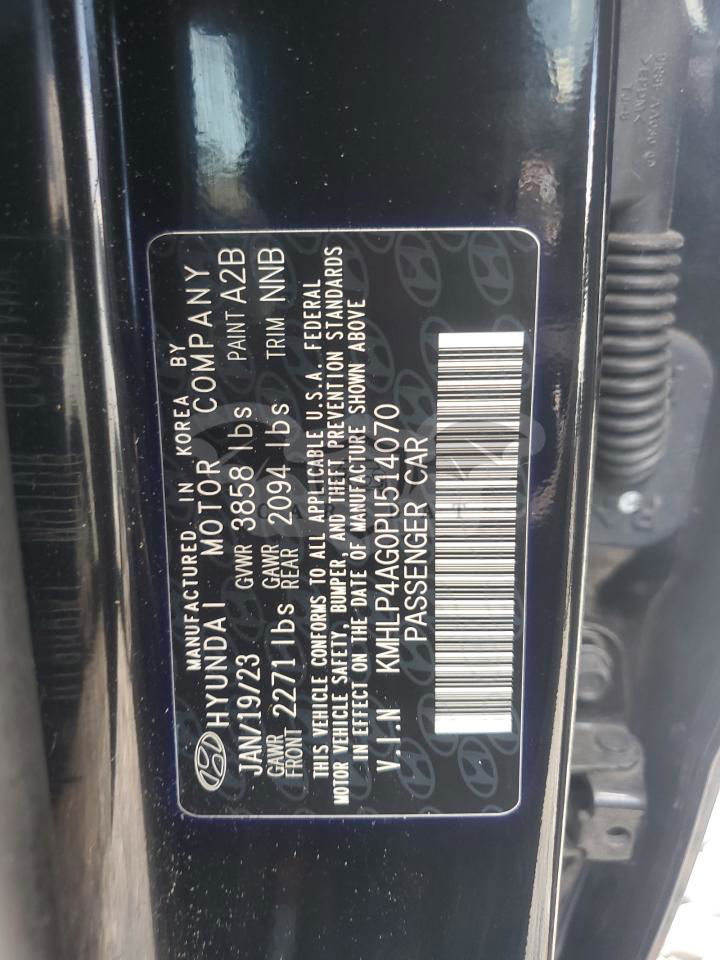 MANUFACTURED IN KOREA BY
HYUNDAI MOTOR COMPANY
JAN/19/23 GVWR 3858 lbs PAINT A2B
GAWR FRONT 2271 lbs GAWR REAR 2094 lbs TRIM NNB
THIS VEHICLE CONFORMS TO ALL APPLICABLE U.S.A. FEDERAL
MOTOR VEHICLE SAFETY, BUMPER, AND THEFT PREVENTION STANDARDS
IN EFFECT ON THE DATE OF MANUFACTURE SHOWN ABOVE
V.I.N KMHLP4AG0PU514070
PASSENGER CAR